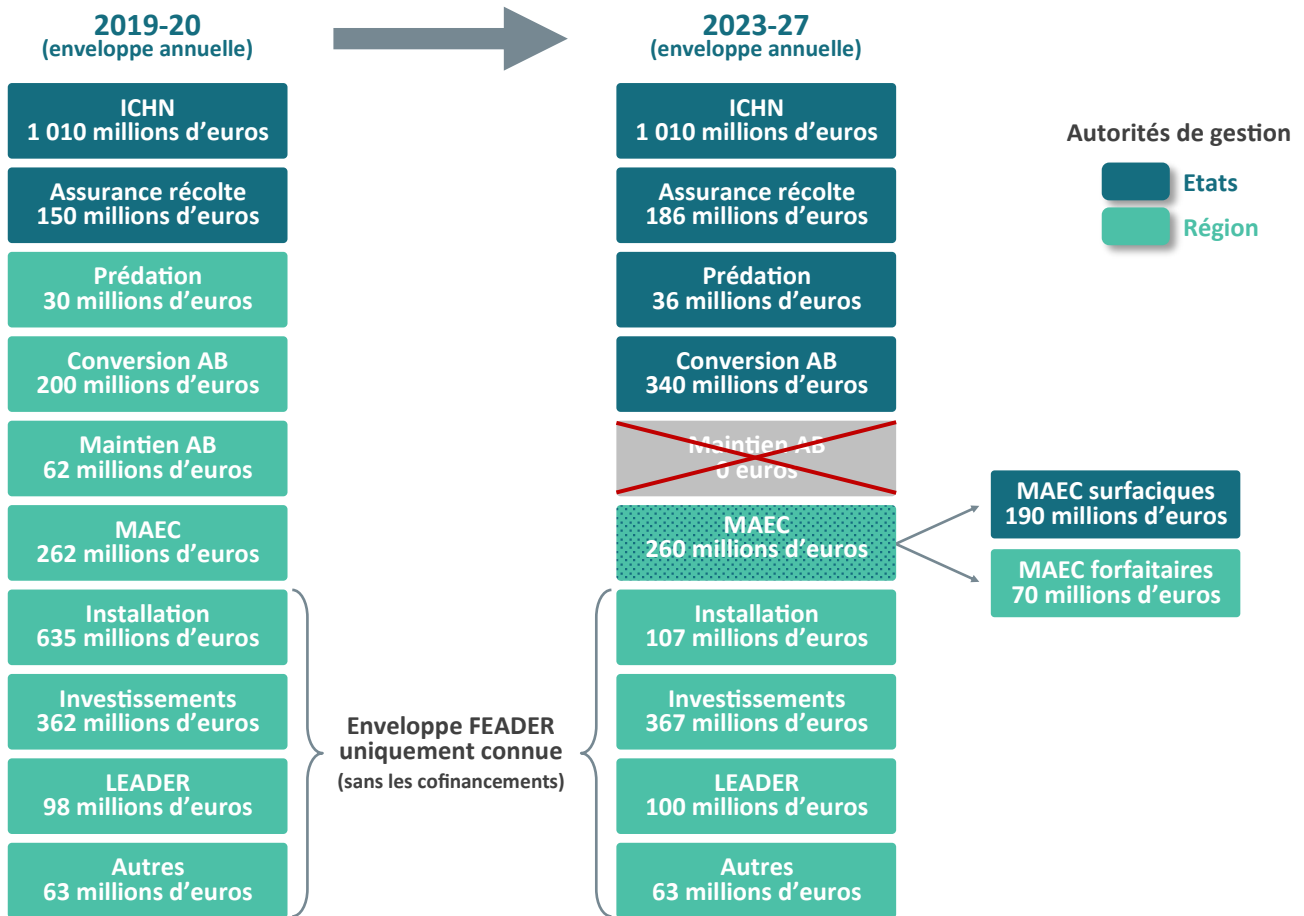 2019-20
(enveloppe annuelle)
ICHN
1 010 millions d'euros
Assurance récolte
150 millions d'euros
Prédation
30 millions d'euros
Conversion AB
200 millions d'euros
Maintien AB
62 millions d'euros
MAEC
262 millions d'euros
Installation
635 millions d'euros
Investissements
362 millions d'euros
LEADER
98 millions d'euros
Autres
63 millions d'euros
Enveloppe FEADER
uniquement connue
(sans les cofinancements)
2023-27
(enveloppe annuelle)
ICHN
1 010 millions d'euros
Assurance récolte
186 millions d'euros
Prédation
36 millions d'euros
Conversion AB
340 millions d'euros
Maintien AB
0 euros
MAEC
260 millions d'euros
Installation
107 millions d'euros
Investissements
367 millions d'euros
LEADER
100 millions d'euros
Autres
63 millions d'euros
MAEC surfaciques
190 millions d'euros
MAEC forfaitaires
70 millions d'euros
Autorités de gestion
Etats
Région